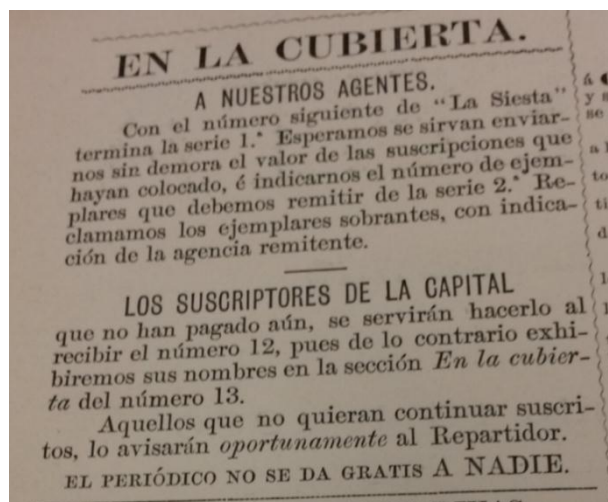 EN LA CUBIERTA.
A NUESTROS AGENTES.
Con el número siguiente de "La Siesta"
termina la serie 1.ª Esperamos se sirvan enviar-
nos sin demora el valor de las suscripciones que
hayan colocado, é indicarnos el número de ejem-
plares que debemos remitir de la serie 2.ª Re-
clamamos los ejemplares sobrantes, con indica-
ción de la agencia remitente.
LOS SUSCRIPTORES DE LA CAPITAL
que no han pagado aún, se servirán hacerlo al
recibir el número 12, pues de lo contrario exhi-
biremos sus nombres en la sección En la cubier-
ta del número 13.
Aquellos que no quieran continuar suscri-
tos, lo avisarán oportunamente al Repartidor.
EL PERIÓDICO NO SE DA GRATIS A NADIE.